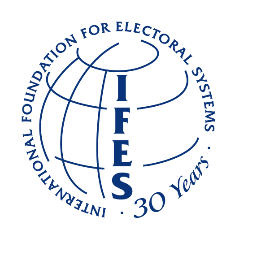 INTERNATIONAL FOUNDATION FOR ELECTORAL SYSTEMS
· 30 Years ·
IFES